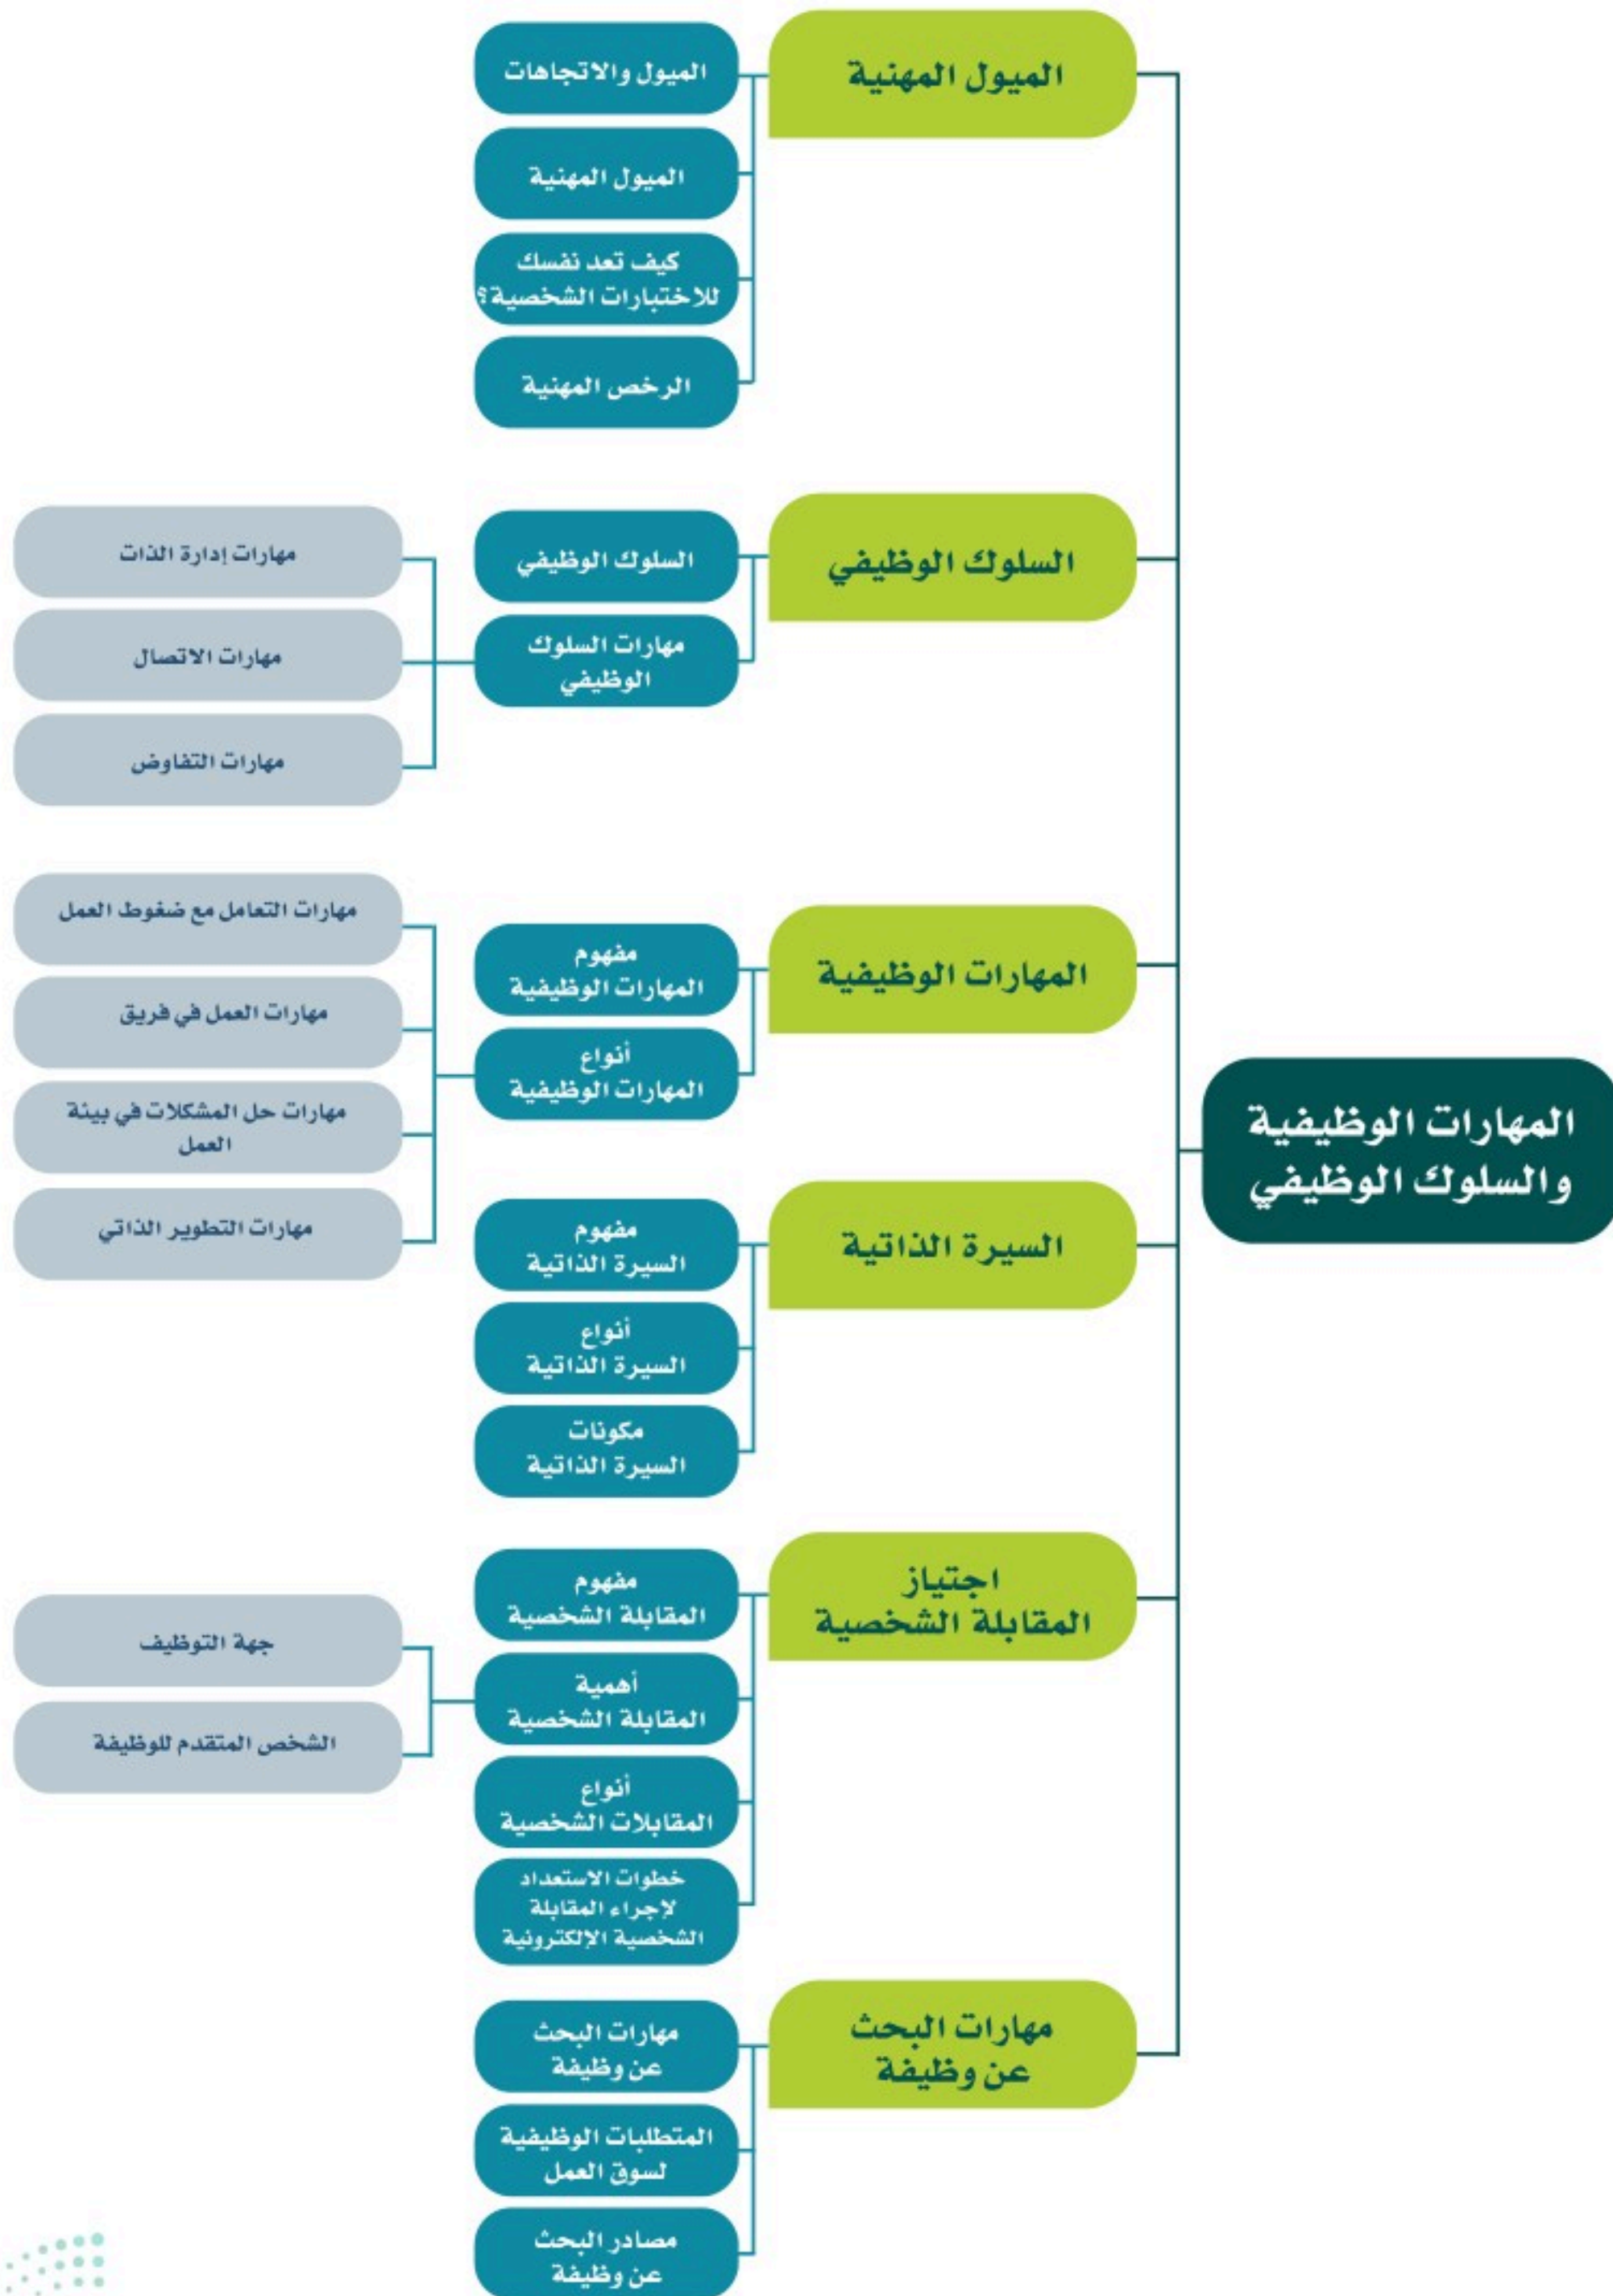 المهارات الوظيفية
والسلوك الوظيفي
الميول المهنية
الميول والاتجاهات
الميول المهنية
كيف تعد نفسك
للاختبارات الشخصية؟
الرخص المهنية
السلوك الوظيفي
السلوك الوظيفي
مهارات السلوك
الوظيفي
مهارات إدارة الذات
مهارات الاتصال
مهارات التفاوض
المهارات الوظيفية
مفهوم
المهارات الوظيفية
أنواع
المهارات الوظيفية
مهارات التعامل مع ضغوط العمل
مهارات العمل في فريق
مهارات حل المشكلات في بيئة
العمل
مهارات التطوير الذاتي
السيرة الذاتية
مفهوم
السيرة الذاتية
أنواع
السيرة الذاتية
مكونات
السيرة الذاتية
اجتياز
المقابلة الشخصية
مفهوم
المقابلة الشخصية
أهمية
المقابلة الشخصية
جهة التوظيف
الشخص المتقدم للوظيفة
أنواع
المقابلات الشخصية
خطوات الاستعداد
لإجراء المقابلة
الشخصية الإلكترونية
مهارات البحث
عن وظيفة
مهارات البحث
عن وظيفة
المتطلبات الوظيفية
لسوق العمل
مصادر البحث
عن وظيفة